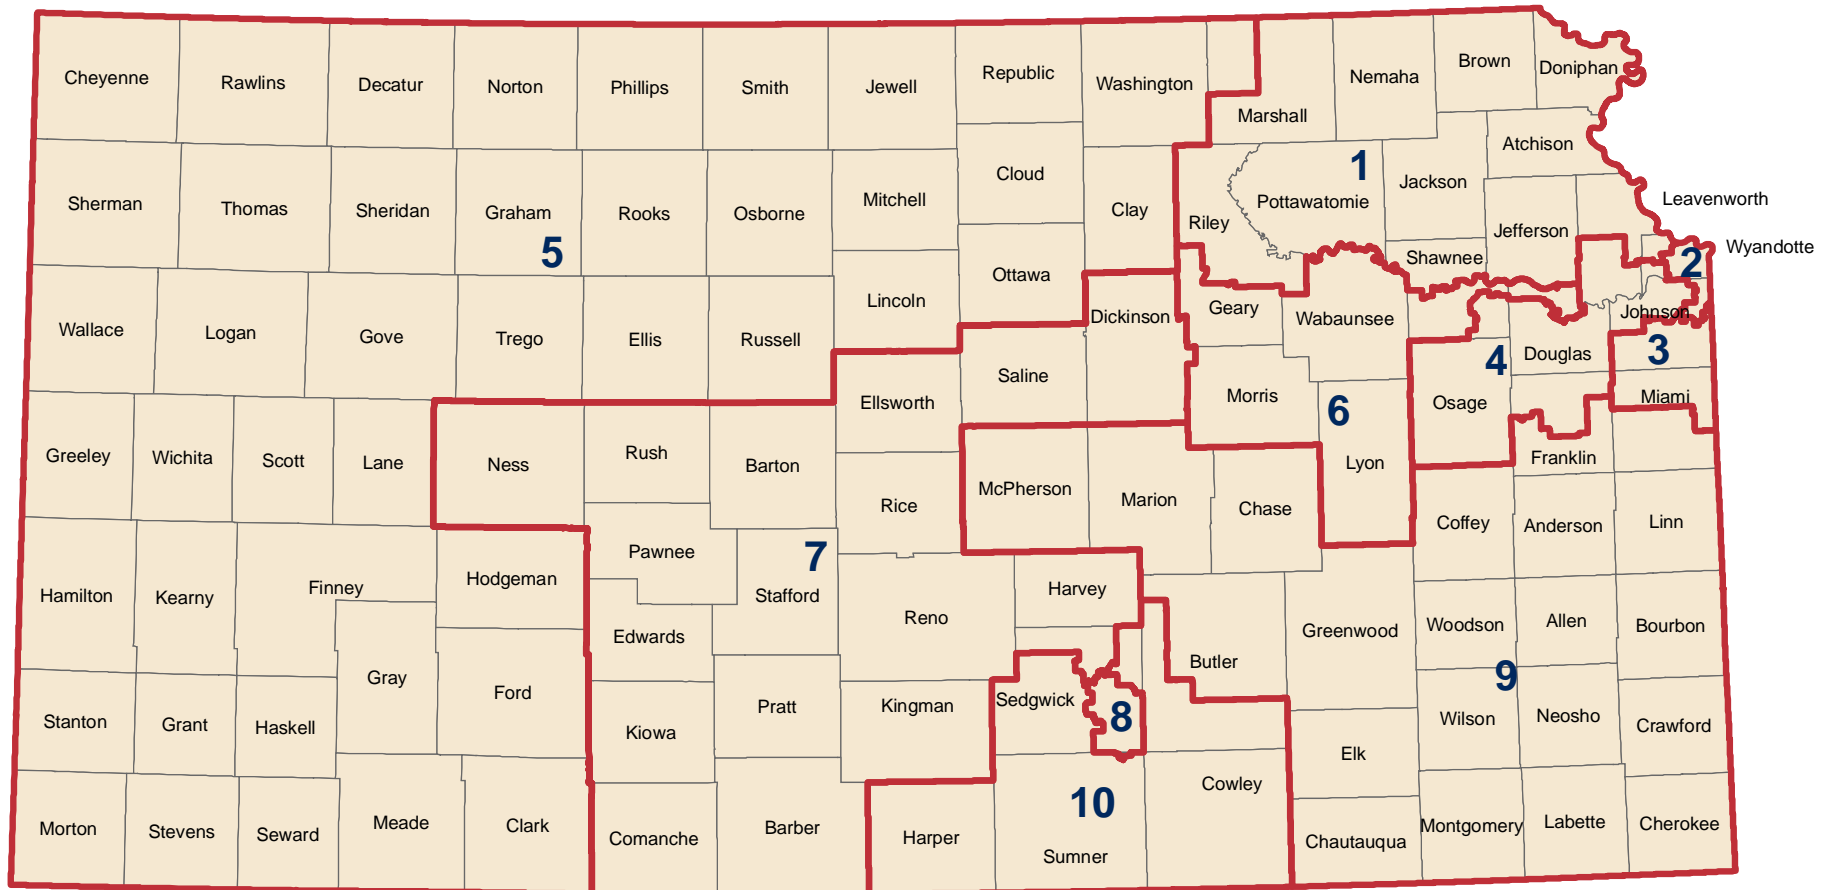 Cheyenne
Rawlins
Decatur
Norton
Phillips
Smith
Jewell
Republic
Washington
Marshall
Nemaha
Brown
Doniphan
Sherman
Thomas
Sheridan
Graham
5
Rooks
Osborne
Mitchell
Cloud
Clay
Riley
Pottawatomie
1
Jackson
Atchison
Jefferson
Leavenworth
Wyandotte
2
Shawnee
Ottawa
Lincoln
Wallace
Logan
Gove
Trego
Ellis
Russell
Dickinson
Geary
Wabaunsee
Johnson
Douglas
3
4
Miami
Saline
Ellsworth
Morris
6
Osage
Greeley
Wichita
Scott
Lane
Ness
Rush
Barton
Rice
McPherson
Marion
Chase
Lyon
Franklin
Coffey
Anderson
Linn
Pawnee
7
Stafford
Hamilton
Kearny
Finney
Hodgeman
Edwards
Reno
Harvey
Greenwood
Woodson
Allen
Bourbon
Gray
Ford
Butler
9
Stanton
Grant
Haskell
Kiowa
Pratt
Kingman
Sedgwick
8
Wilson
Neosho
Crawford
Elk
Morton
Stevens
Seward
Meade
Clark
Comanche
Barber
Harper
10
Sumner
Cowley
Chautauqua
Montgomery
Labette
Cherokee